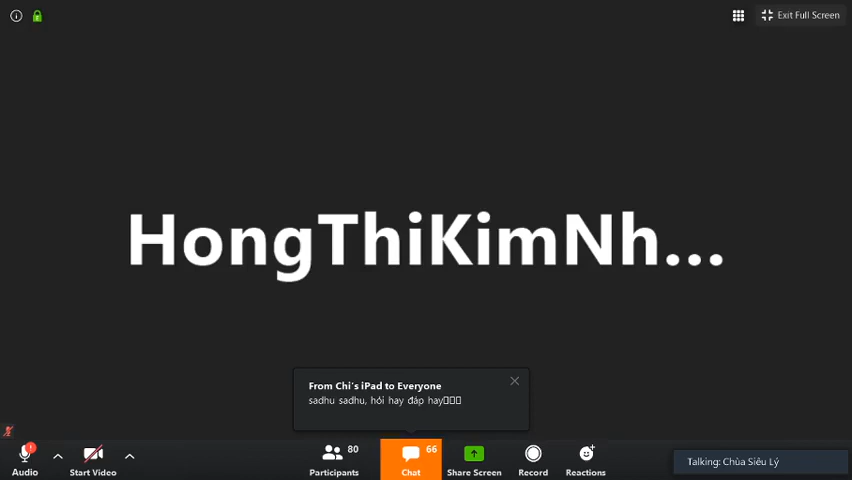 Exit Full Screen
HongThiKimNh...
From Chi's iPad to Everyone
sadhu sadhu, hỏi hay đáp hay
Audio
Start Video
80
Participants
66
Chat
Share Screen
Record
Reactions
Talking: Chùa Siêu Lý